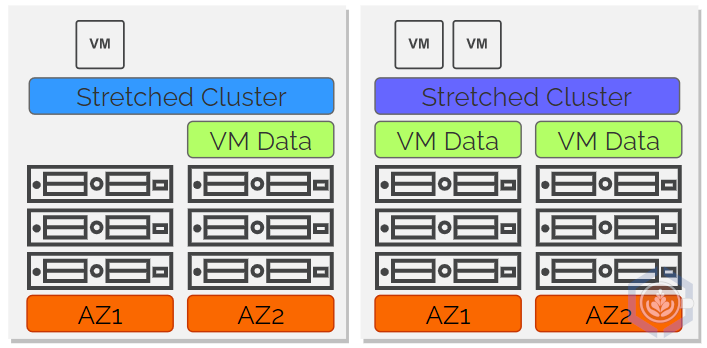 VM
Stretched Cluster
VM Data
AZ1 AZ2
VM VM
Stretched Cluster
VM Data VM Data
AZ1 AZ2